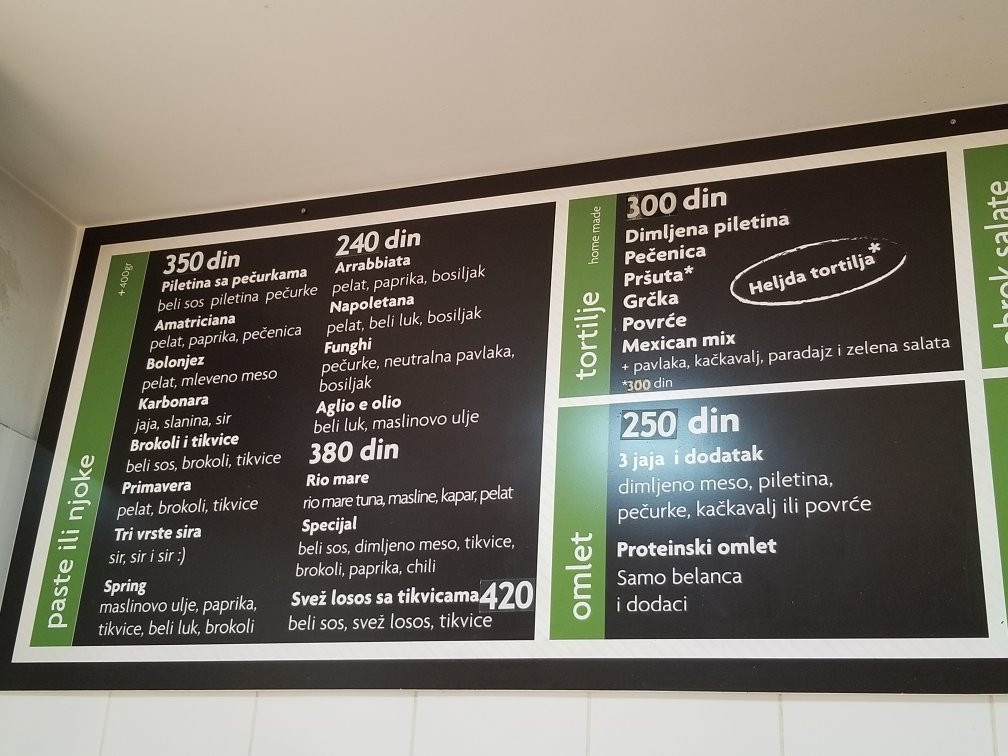 paste ili njoke
+ 400gr
350 din
Piletina sa pečurkama
beli sos piletina pečurke
Amatriciana
pelat, paprika, pečenica
Bolonjez
pelat, mleveno meso
Karbonara
jaja, slanina, sir
Brokoli i tikvice
beli sos, brokoli, tikvice
Primavera
pelat, brokoli, tikvice
Tri vrste sira
sir, sir i sir :)
Spring
maslinovo ulje, paprika,
tikvice, beli luk, brokoli
240 din
Arrabbiata
pelat, paprika, bosiljak
Napoletana
pelat, beli luk, bosiljak
Funghi
pečurke, neutralna pavlaka,
bosiljak
Aglio e olio
beli luk, maslinovo ulje
380 din
Rio mare
rio mare tuna, masline, kapar, pelat
Specijal
beli sos, dimljeno meso, tikvice,
brokoli, paprika, chili
Svež losos sa tikvicama 420
beli sos, svež losos, tikvice
tortilje
home made
300 din
Dimljena piletina
Pečenica
Pršuta*
Grčka
Povrće
Mexican mix
+ pavlaka, kačkavalj, paradajz i zelena salata
*300 din
Heljda tortilja*
omlet
250 din
3 jaja i dodatak
dimljeno meso, piletina,
pečurke, kačkavalj ili povrće
Proteinski omlet
Samo belanca
i dodaci
salate